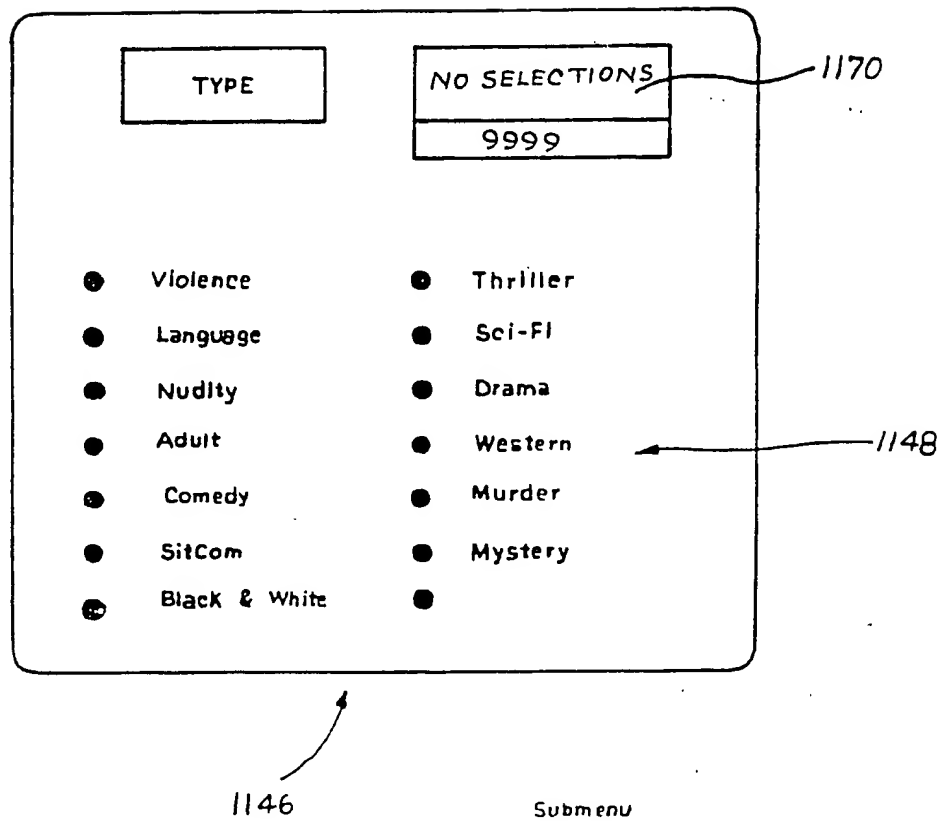 TYPE
NO SELECTIONS
9999
1170
Violence
Language
Nudity
Adult
Comedy
SitCom
Black & White
Thriller
Sci-Fi
Drama
Western
Murder
Mystery
1148
1146
Submenu